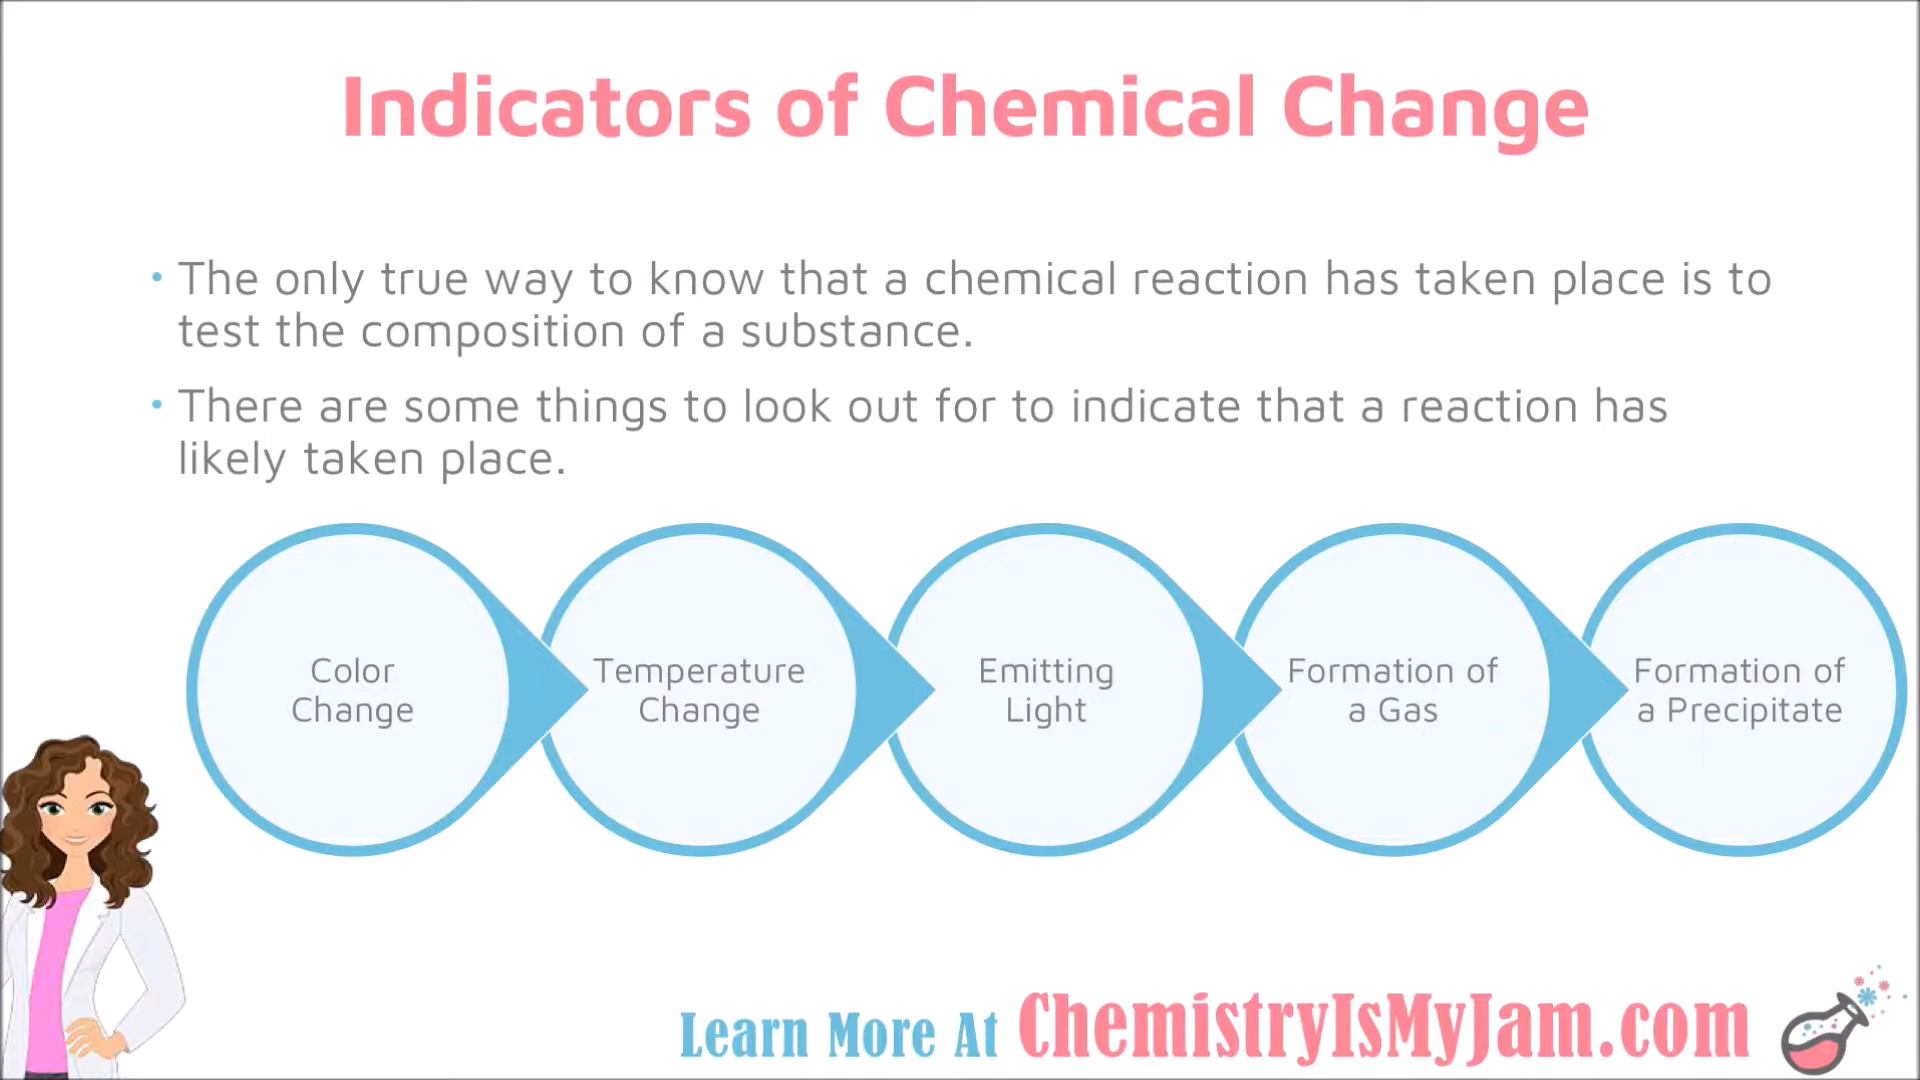 Indicators of Chemical Change
• The only true way to know that a chemical reaction has taken place is to
test the composition of a substance.
• There are some things to look out for to indicate that a reaction has
likely taken place.
Color
Change
Temperature
Change
Emitting
Light
Formation of
a Gas
Formation of
a Precipitate
Learn More At ChemistryIsMyJam.com